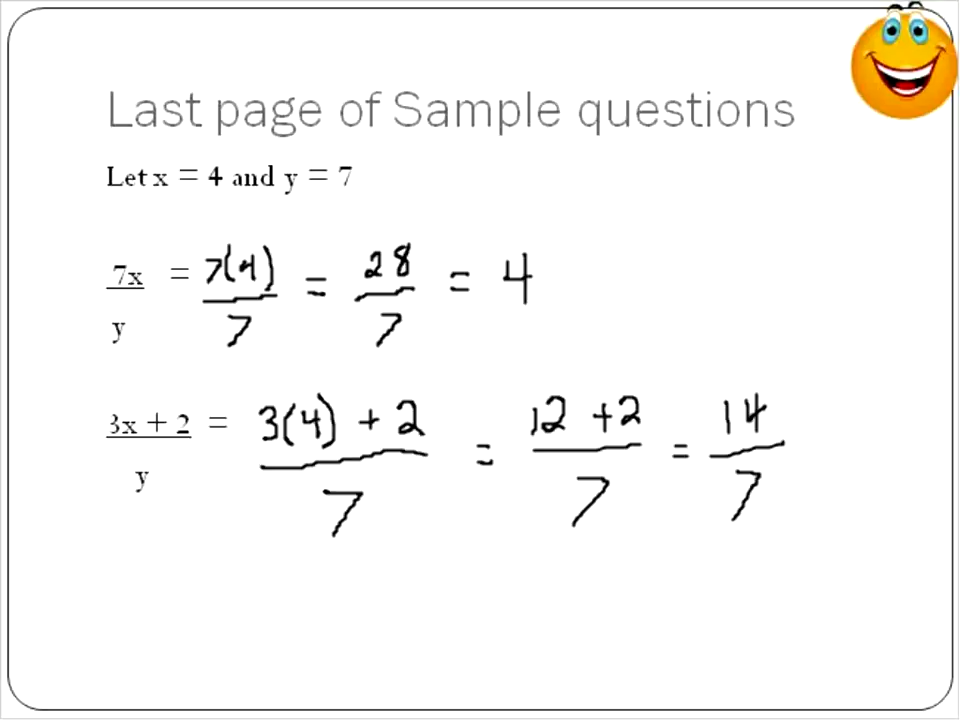 Last page of Sample questions
Let x = 4 and y = 7
7x = 7(4) = 28 = 4
y 7 7
3x + 2 = 3(4) + 2 = 12 + 2 = 14
y 7 7 7